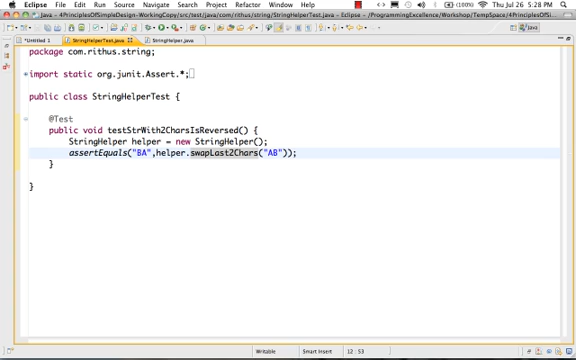 Eclipse File Edit Run Source Navigate Search Project Refactor Window Help (100%) Thu Jul 26 5:28 PM
Java - 4PrinciplesOfSimpleDesign-WorkingCopy/src/test/java/com/rithus/string/StringHelperTest.java - Eclipse - /ProgrammingExcellence/Workshop/TempSpace/4PrinciplesOfSim
Java
*Untitled 1 StringHelperTest.java StringHelper.java
package com.rithus.string;
import static org.junit.Assert.*;
public class StringHelperTest {
@Test
public void testStrWith2CharsIsReversed() {
StringHelper helper = new StringHelper();
assertEquals("BA",helper.swapLast2Chars("AB"));
}
}
Writable Smart Insert 12 : 53